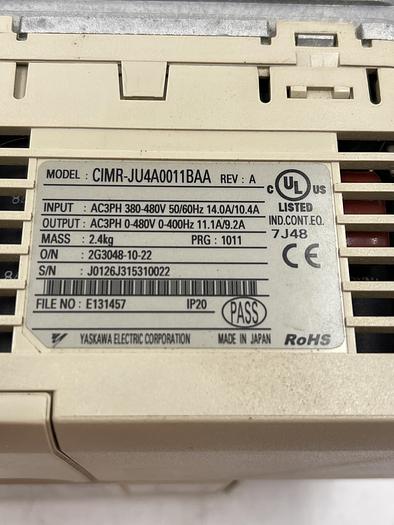 MODEL : CIMR-JU4A0011BAA REV : A
C UL US
LISTED
IND.CONT.EQ.
7J48
CE
INPUT : AC3PH 380-480V 50/60Hz 14.0A/10.4A
OUTPUT : AC3PH 0-480V 0-400Hz 11.1A/9.2A
MASS : 2.4kg PRG : 1011
O/N : 2G3048-10-22
S/N : J0126J315310022
FILE NO : E131457 IP20
PASS
YASKAWA ELECTRIC CORPORATION MADE IN JAPAN RoHS